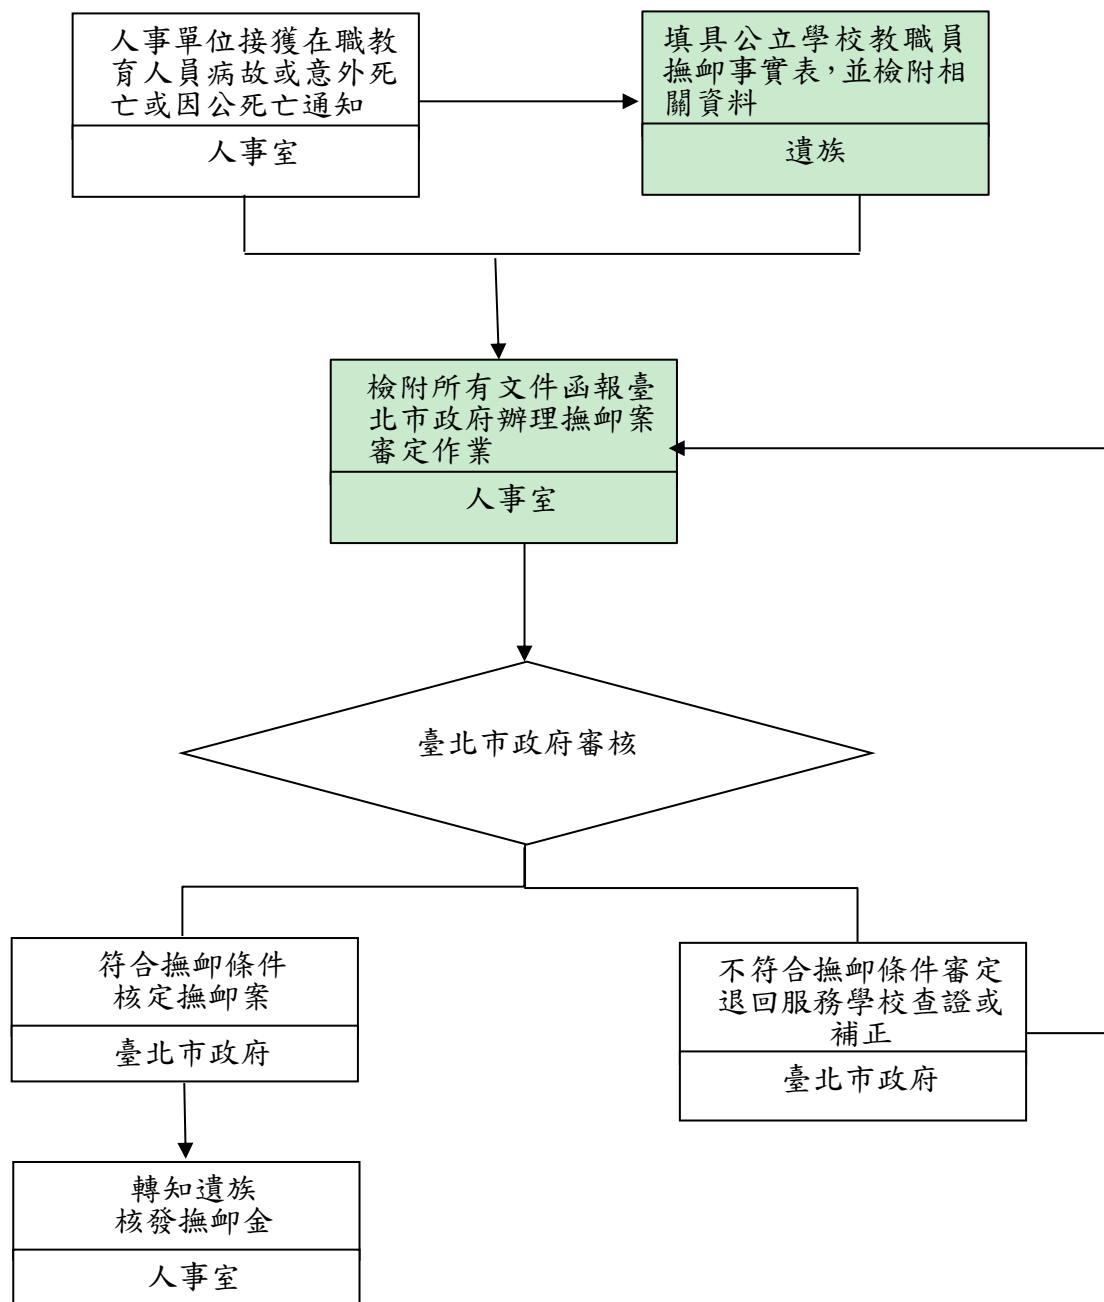 人事單位接獲在職教
育人員病故或意外死
亡或因公死亡通知
人事室
填具公立學校教職員
撫卹事實表，並檢附相
關資料
遺族
檢附所有文件函報臺
北市政府辦理撫卹案
審定作業
人事室
臺北市政府審核
符合撫卹條件
核定撫卹案
臺北市政府
不符合撫卹條件審定
退回服務學校查證或
補正
臺北市政府
轉知遺族
核發撫卹金
人事室